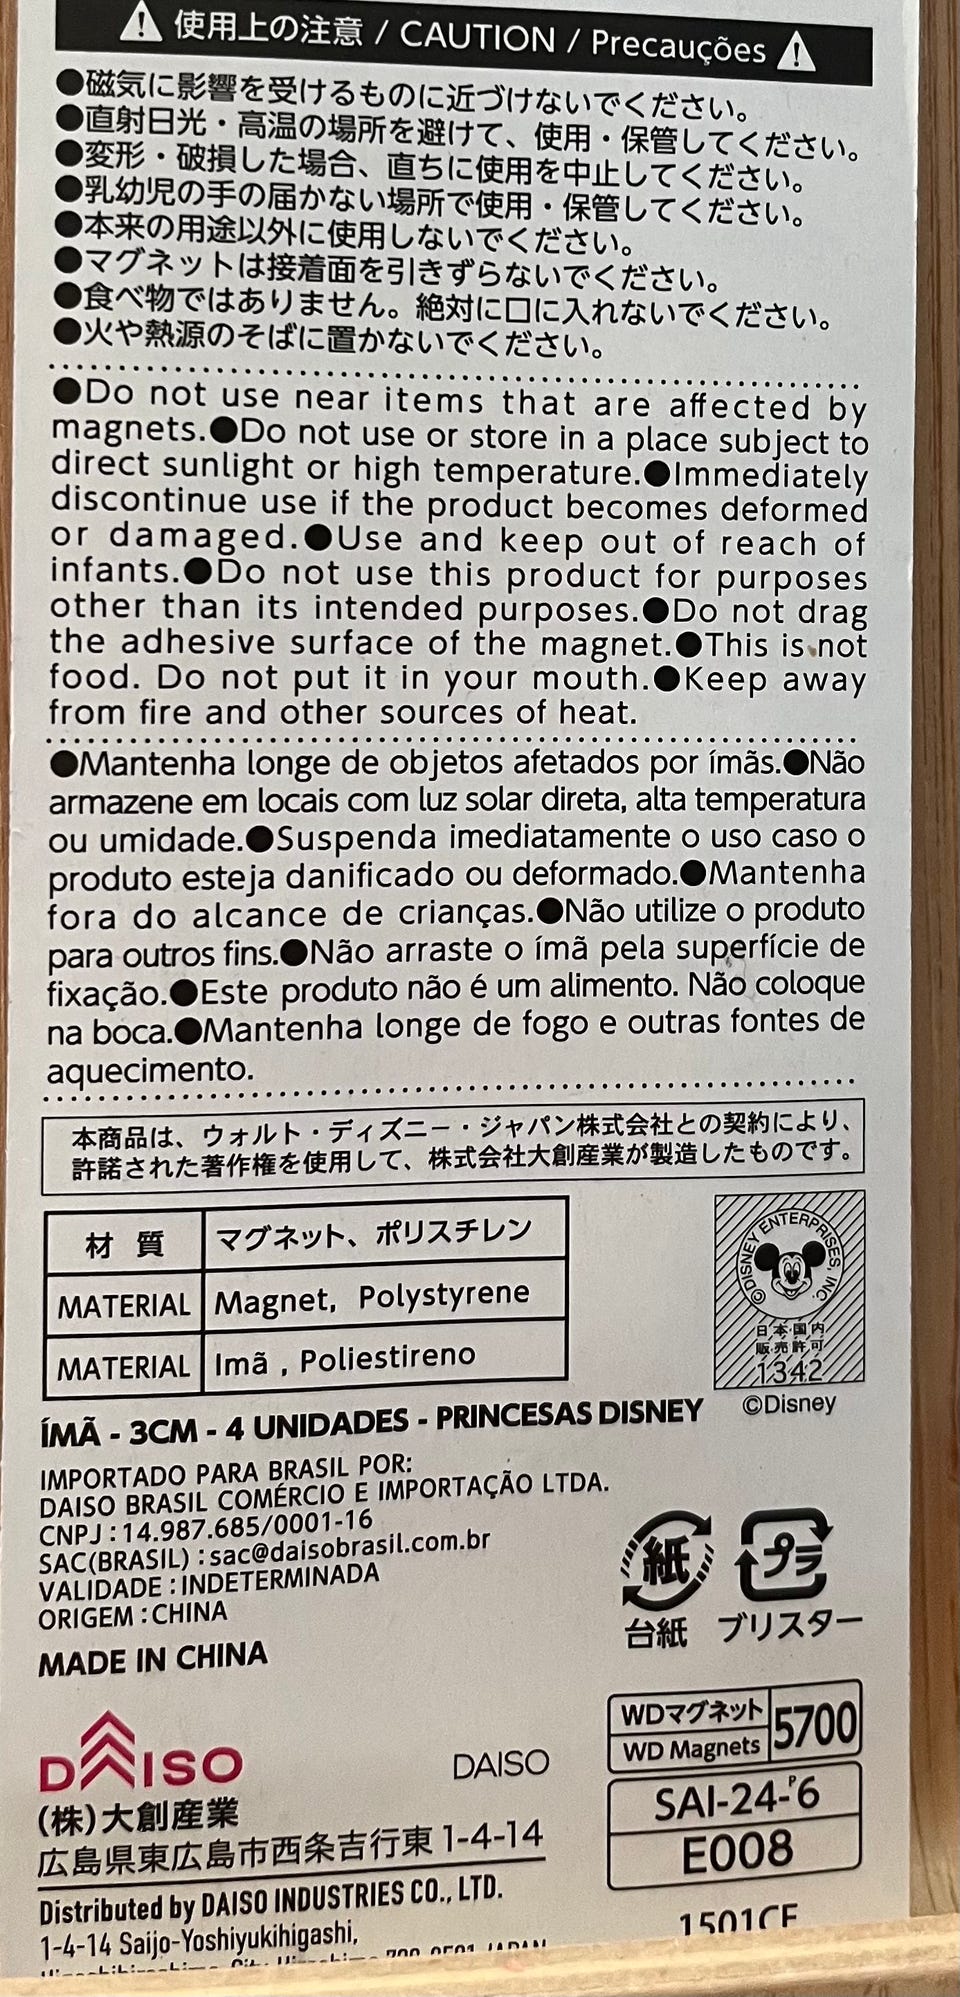 ⚠ 使用上の注意 / CAUTION / Precauções ⚠
●磁気に影響を受けるものに近づけないでください。
●直射日光・高温の場所を避けて、使用・保管してください。
●変形・破損した場合、直ちに使用を中止してください。
●乳幼児の手の届かない場所で使用・保管してください。
●本来の用途以外に使用しないでください。
●マグネットは接着面を引きずらないでください。
●食べ物ではありません。絶対に口に入れないでください。
●火や熱源のそばに置かないでください。
●Do not use near items that are affected by
magnets.●Do not use or store in a place subject to
direct sunlight or high temperature.●Immediately
discontinue use if the product becomes deformed
or damaged.●Use and keep out of reach of
infants.●Do not use this product for purposes
other than its intended purposes.●Do not drag
the adhesive surface of the magnet.●This is not
food. Do not put it in your mouth.●Keep away
from fire and other sources of heat.
●Mantenha longe de objetos afetados por ímãs.●Não
armazene em locais com luz solar direta, alta temperatura
ou umidade.●Suspenda imediatamente o uso caso o
produto esteja danificado ou deformado.●Mantenha
fora do alcance de crianças.●Não utilize o produto
para outros fins.●Não arraste o ímã pela superfície de
fixação.●Este produto não é um alimento. Não coloque
na boca.●Mantenha longe de fogo e outras fontes de
aquecimento.
本商品は、ウォルト・ディズニー・ジャパン株式会社との契約により、
許諾された著作権を使用して、株式会社大創産業が製造したものです。
材 質 マグネット、ポリスチレン
MATERIAL Magnet, Polystyrene
MATERIAL Imã , Poliestireno
©DISNEY ENTERPRISES, INC.
日本国内
販売許可
1342
©Disney
ÍMÃ - 3CM - 4 UNIDADES - PRINCESAS DISNEY
IMPORTADO PARA BRASIL POR:
DAISO BRASIL COMÉRCIO E IMPORTAÇÃO LTDA.
CNPJ:14.987.685/0001-16
SAC(BRASIL):sac@daisobrasil.com.br
VALIDADE:INDETERMINADA
ORIGEM:CHINA
MADE IN CHINA
紙 プラ
台紙 ブリスター
DAISO
DAISO
(株)大創産業
広島県東広島市西条吉行東1-4-14
Distributed by DAISO INDUSTRIES CO., LTD.
1-4-14 Saijo-Yoshiyukihigashi,
WDマグネット
WD Magnets
5700
SAI-24-P6
E008
1501CF